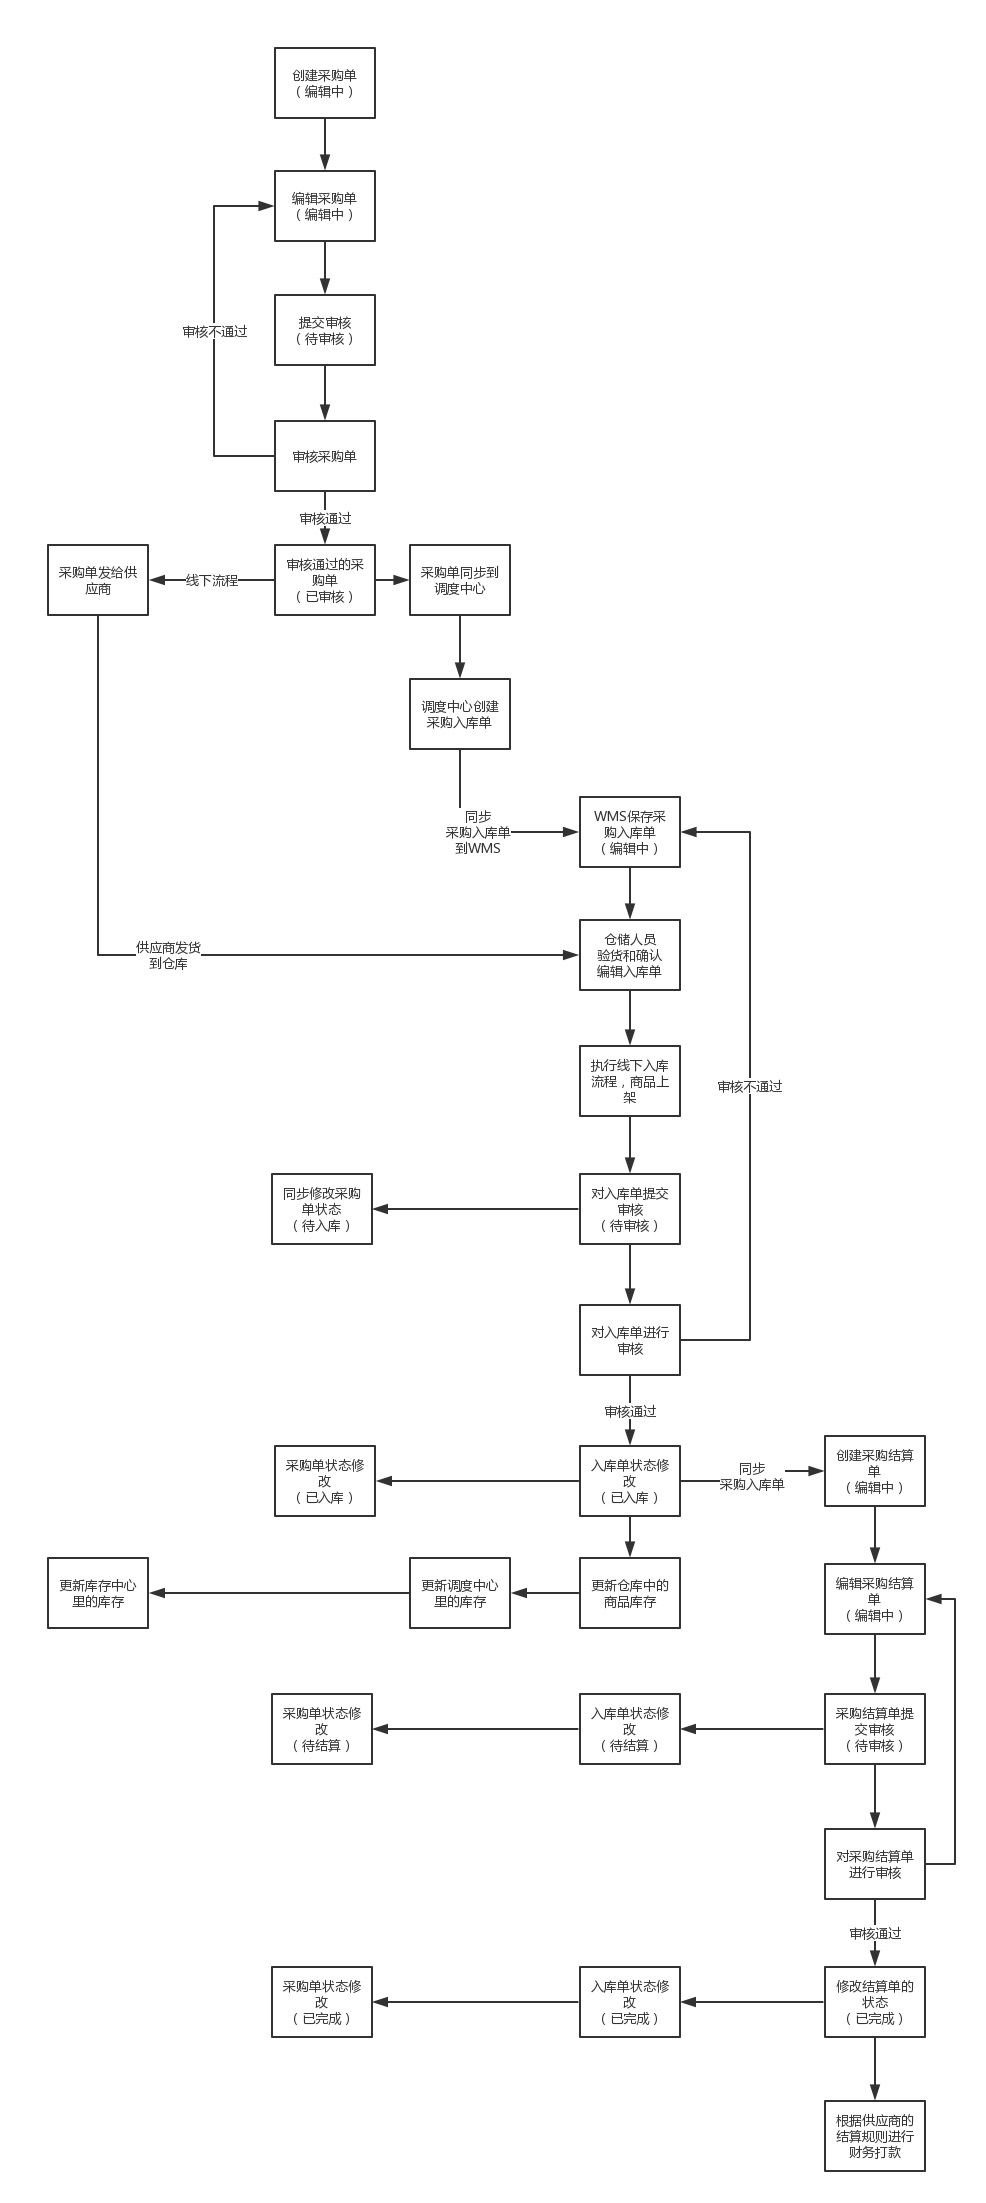 创建采购单
（编辑中）
编辑采购单
（编辑中）
审核不通过
提交审核
（待审核）
审核采购单
审核通过
采购单发给供
应商
线下流程
审核通过的采
购单
（已审核）
采购单同步到
调度中心
调度中心创建
采购入库单
同步
采购入库单
到WMS
WMS保存采
购入库单
（编辑中）
供应商发货
到仓库
仓储人员
验货和确认
编辑入库单
执行线下入库
流程，商品上
架
审核不通过
同步修改采购
单状态
（待入库）
对入库单提交
审核
（待审核）
对入库单进行
审核
审核通过
采购单状态修
改
（已入库）
入库单状态修
改
（已入库）
同步
采购入库单
创建采购结算
单
（编辑中）
更新库存中心
里的库存
更新调度中心
里的库存
更新仓库中的
商品库存
编辑采购结算
单
（编辑中）
采购单状态修
改
（待结算）
入库单状态修
改
（待结算）
采购结算单提
交审核
（待审核）
对采购结算单
进行审核
审核通过
采购单状态修
改
（已完成）
入库单状态修
改
（已完成）
修改结算单的
状态
（已完成）
根据供应商的
结算规则进行
财务打款